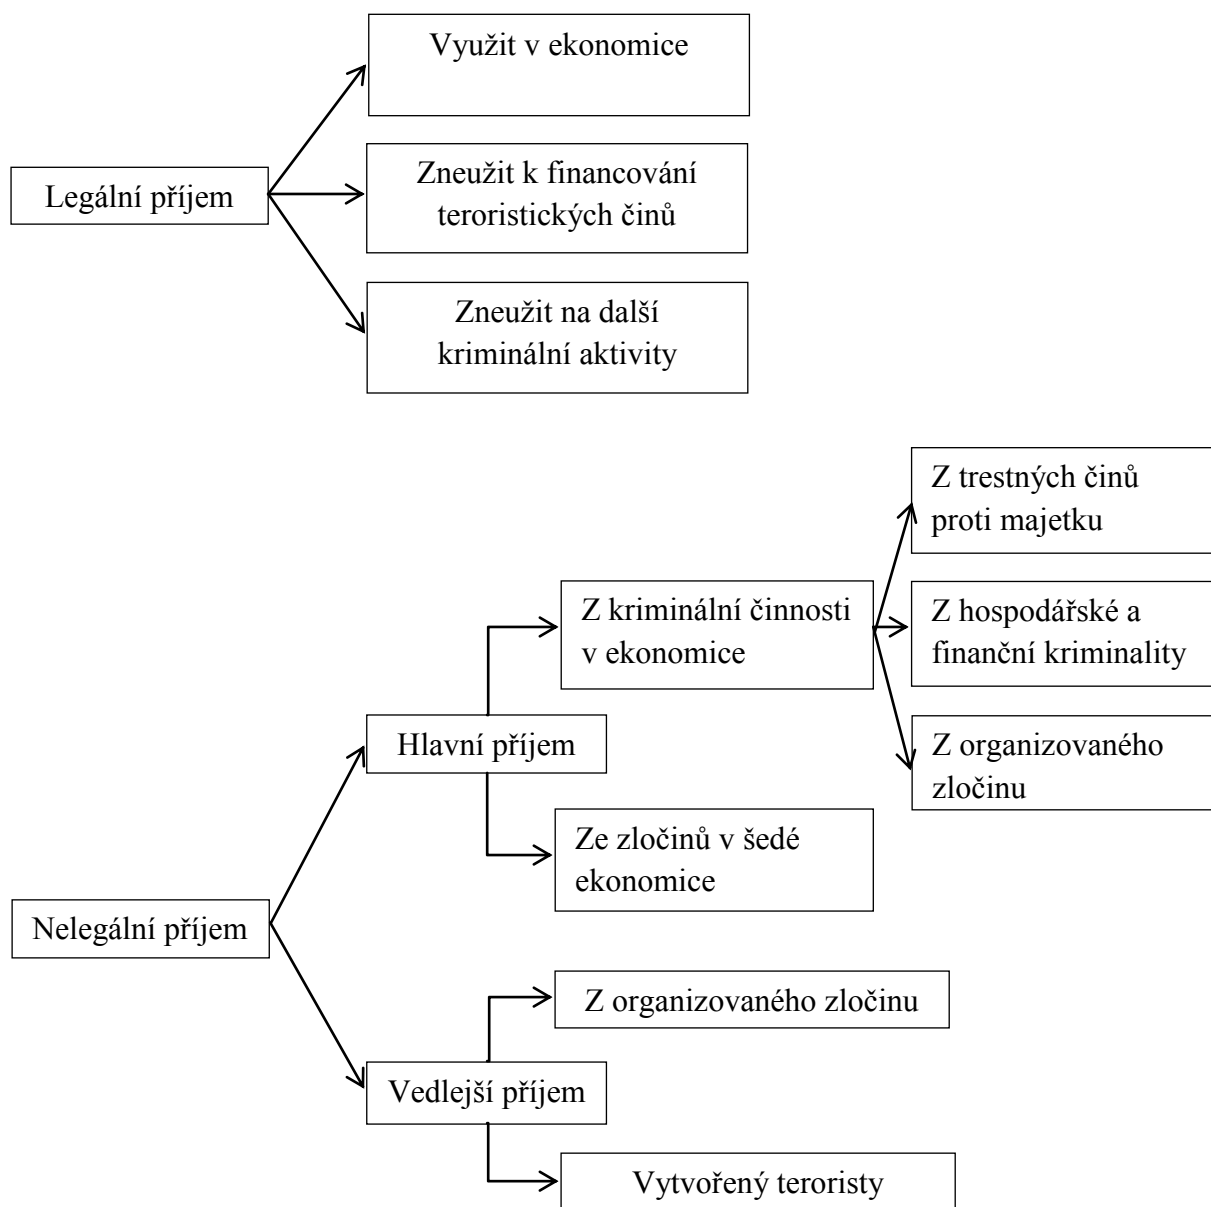 Využit v ekonomice
Legální příjem
Zneužit k financování
teroristických činů
Zneužit na další
kriminální aktivity
Z trestných činů
proti majetku
Z kriminální činnosti
v ekonomice
Z hospodářské a
finanční kriminality
Hlavní příjem
Z organizovaného
zločinu
Ze zločinů v šedé
ekonomice
Nelegální příjem
Z organizovaného zločinu
Vedlejší příjem
Vytvořený teroristy